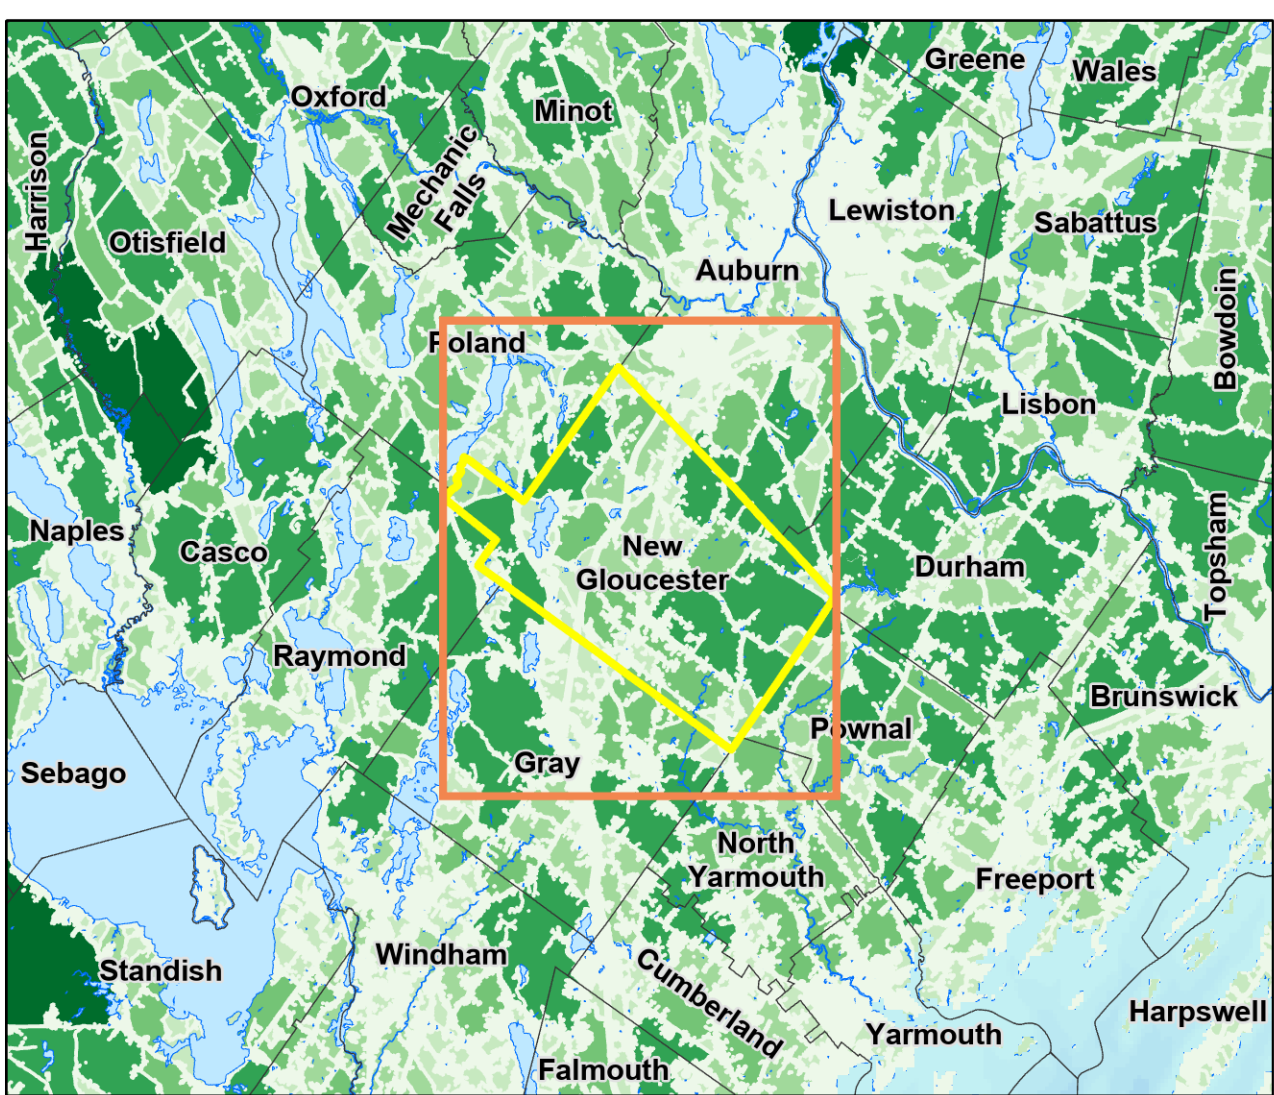 Greene
Wales
Oxford
Minot
Harrison
Mechanic
Falls
Otisfield
Lewiston
Sabattus
Auburn
Bowdoin
Poland
Lisbon
Naples
Casco
New
Gloucester
Durham
Topsham
Raymond
Brunswick
Pownal
Sebago
Gray
North
Yarmouth
Freeport
Windham
Standish
Cumberland
Harpswell
Yarmouth
Falmouth